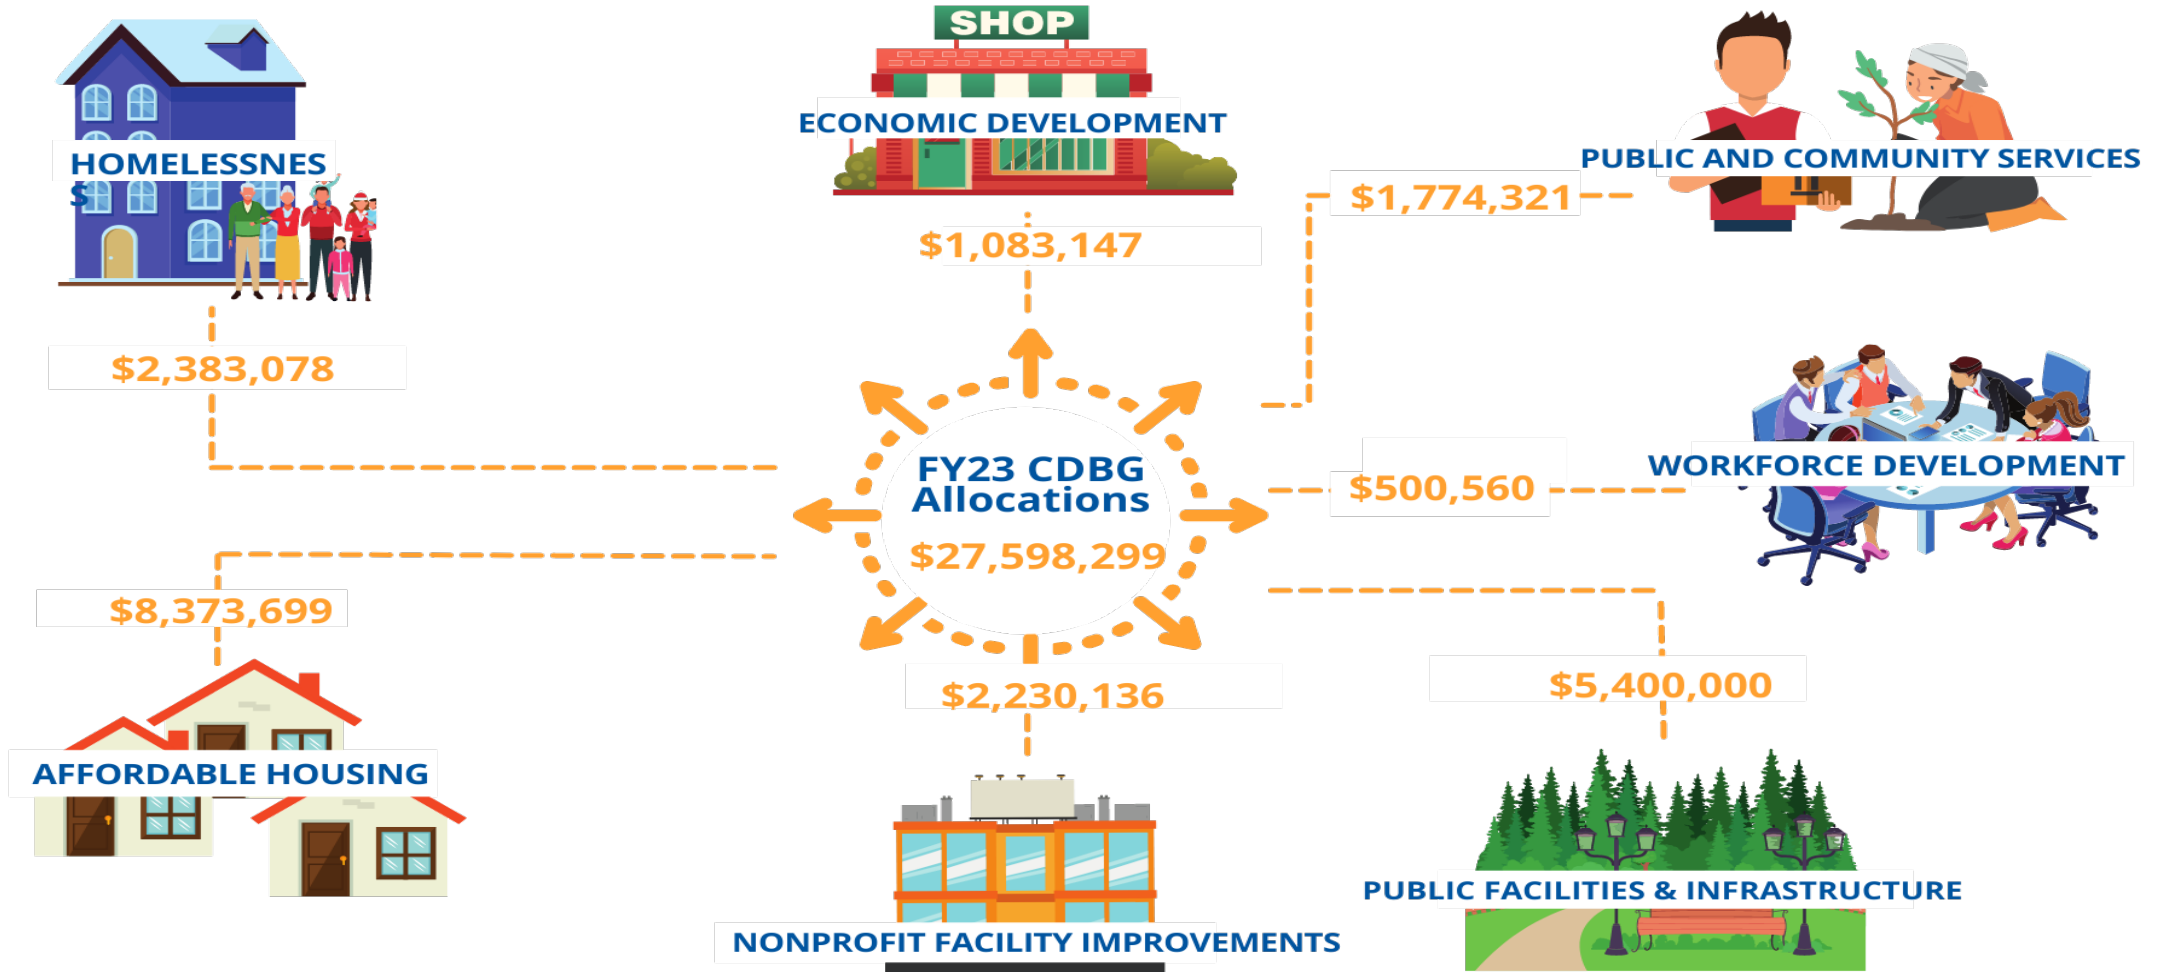 SHOP
ECONOMIC DEVELOPMENT
HOMELESSNES
S
PUBLIC AND COMMUNITY SERVICES
$1,774,321
$1,083,147
$2,383,078
FY23 CDBG
Allocations
$27,598,299
WORKFORCE DEVELOPMENT
$500,560
$8,373,699
$2,230,136
$5,400,000
AFFORDABLE HOUSING
PUBLIC FACILITIES & INFRASTRUCTURE
NONPROFIT FACILITY IMPROVEMENTS